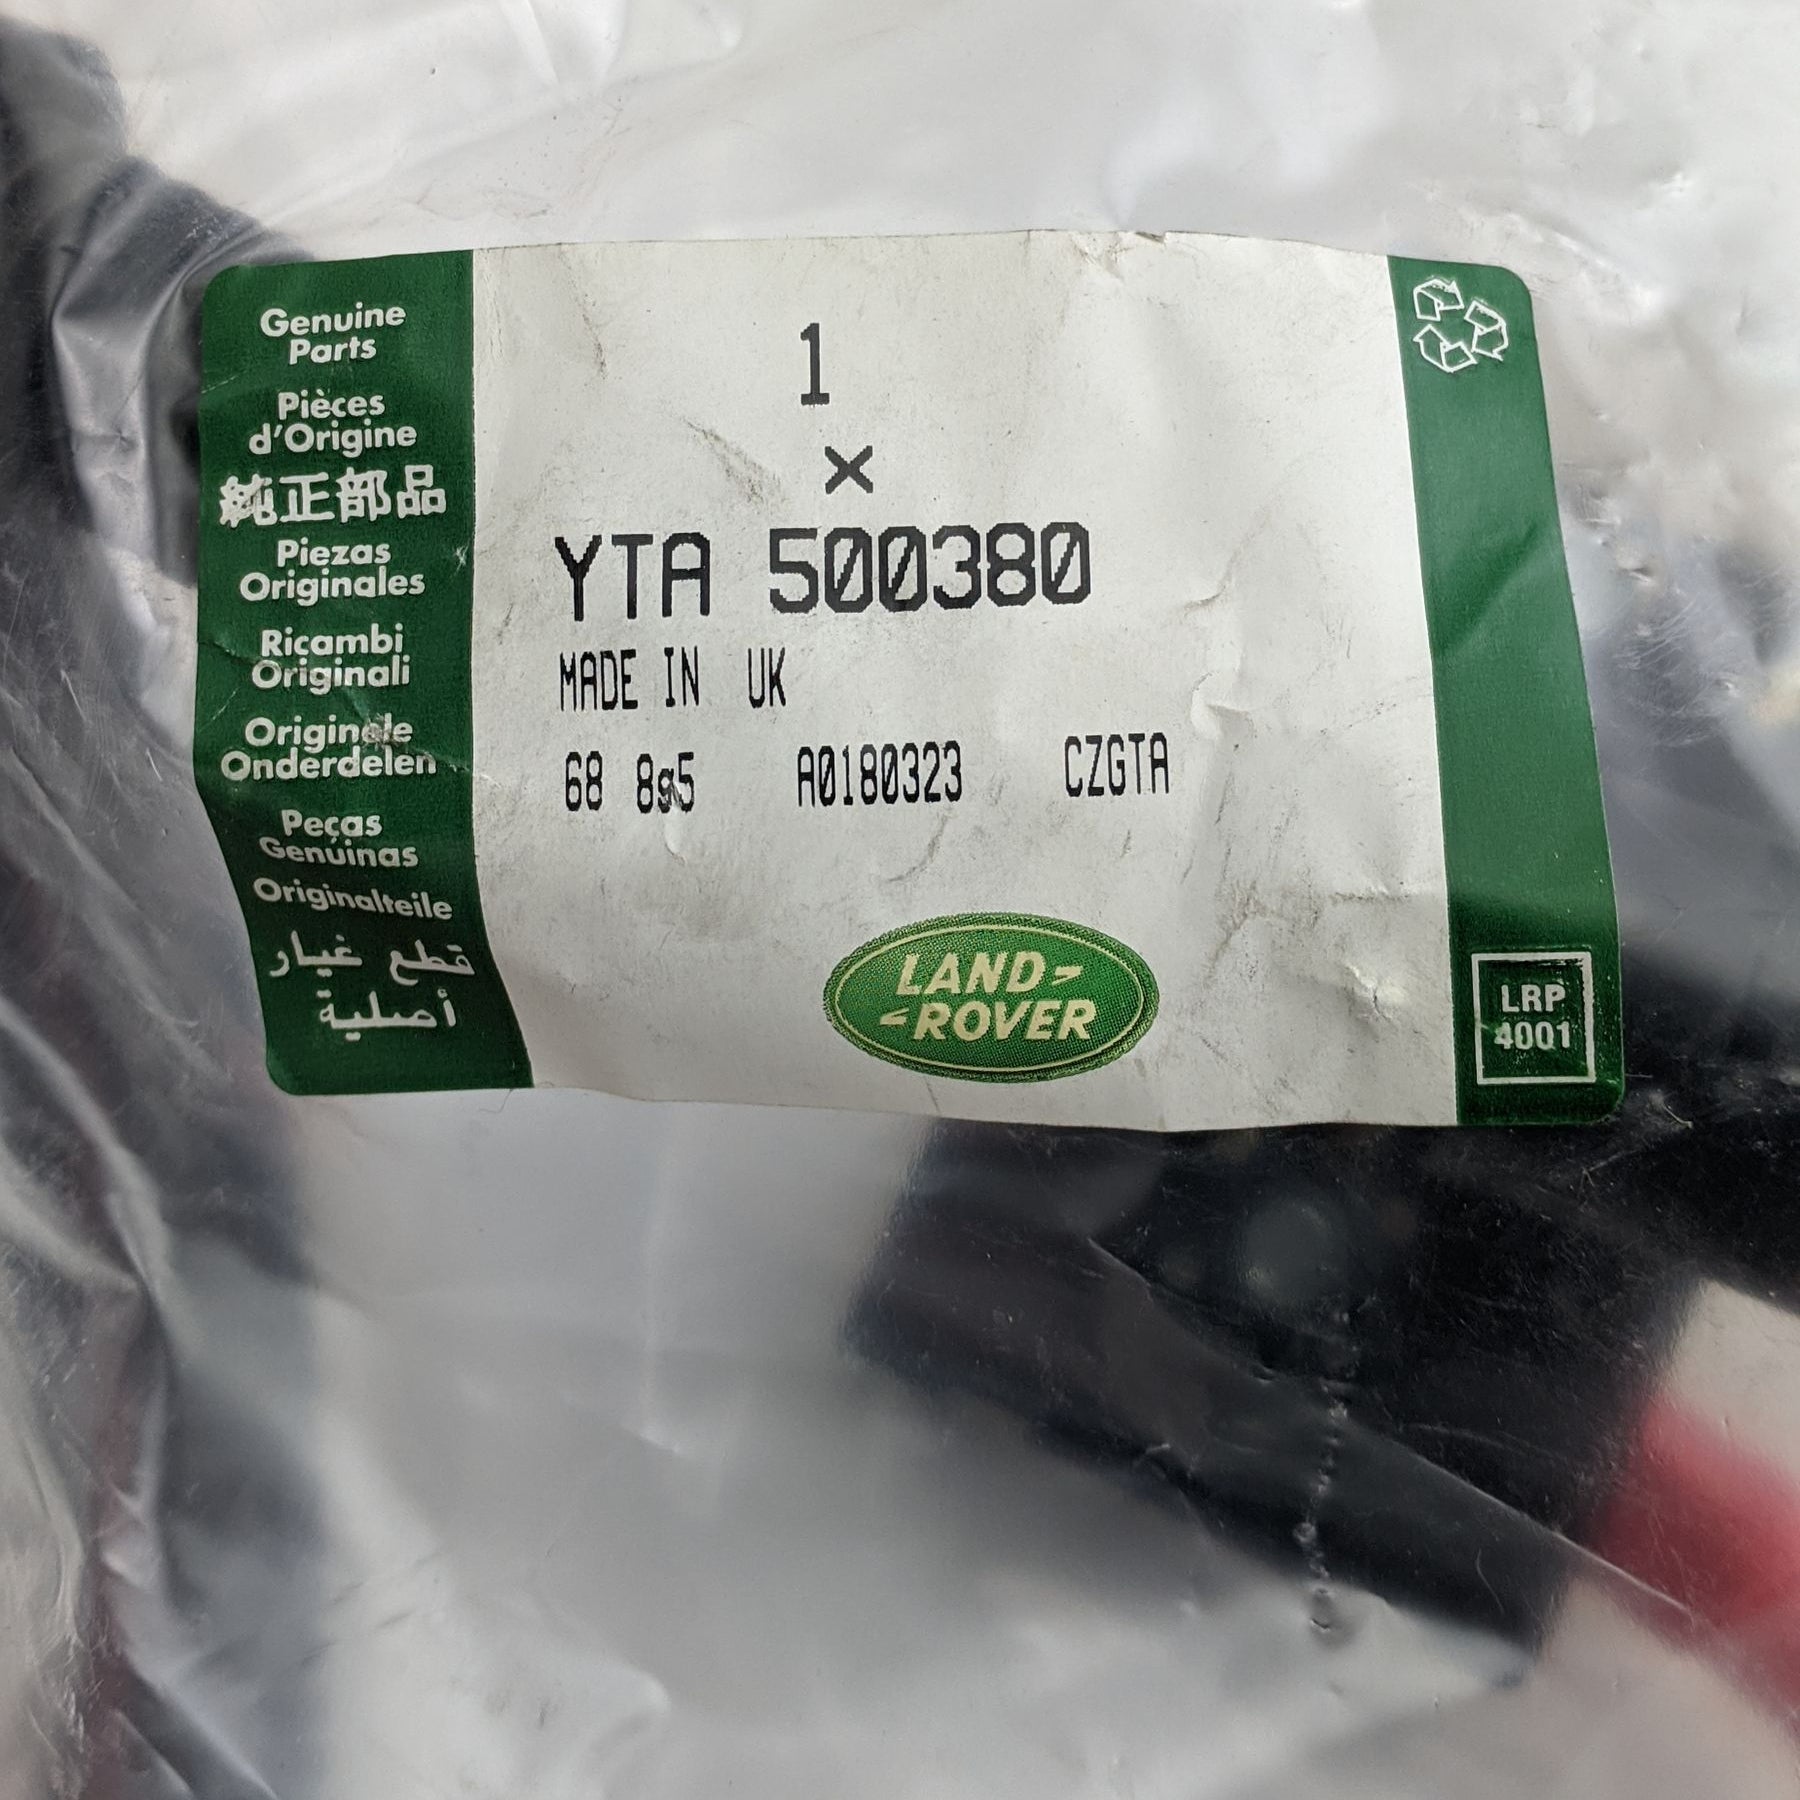 Genuine
Parts
Pièces
d'Origine
純正部品
Piezas
Originales
Ricambi
Originali
Originele
Onderdelen
Peças
Genuinas
Originalteile
قطع غيار
أصلية
1
×
YTA 500380
MADE IN UK
68 8g5 A0180323 CZGTA
LAND-
-ROVER
LRP
4001